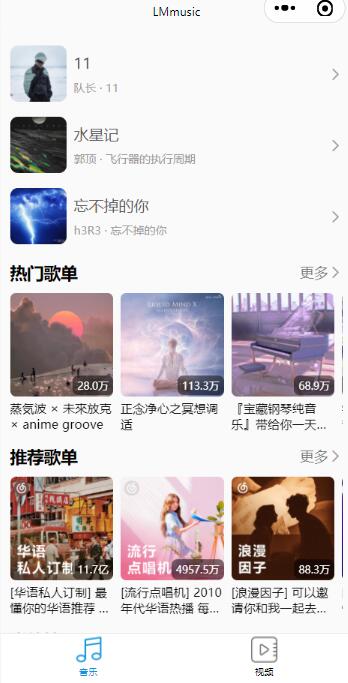 LMmusic
11
队长 · 11
水星记
郭顶 · 飞行器的执行周期
忘不掉的你
h3R3 · 忘不掉的你
热门歌单
更多
LIQUID MIND X
28.0万
113.3万
68.9万
蒸気波 × 未來放克
× anime groove
正念净心之冥想调
适
『宝藏钢琴纯音
乐』带给你一天...
推荐歌单
更多
华语
私人订制
11.7亿
流行
点唱机
4957.5万
浪漫
因子
88.3万
[华语私人订制] 最
懂你的华语推荐 ...
[流行点唱机] 2010
年代华语热播 每...
[浪漫因子] 可以邀
请你和我一起去...
音乐
视频